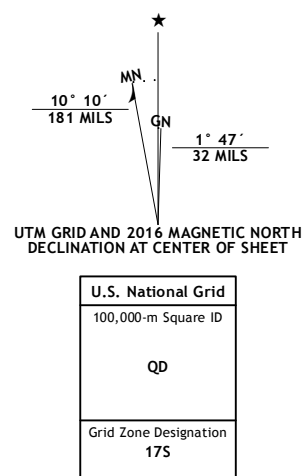 ★
MN
GN
10° 10´
181 MILS
1° 47´
32 MILS
UTM GRID AND 2016 MAGNETIC NORTH
DECLINATION AT CENTER OF SHEET
U.S. National Grid
100,000-m Square ID
QD
Grid Zone Designation
17S